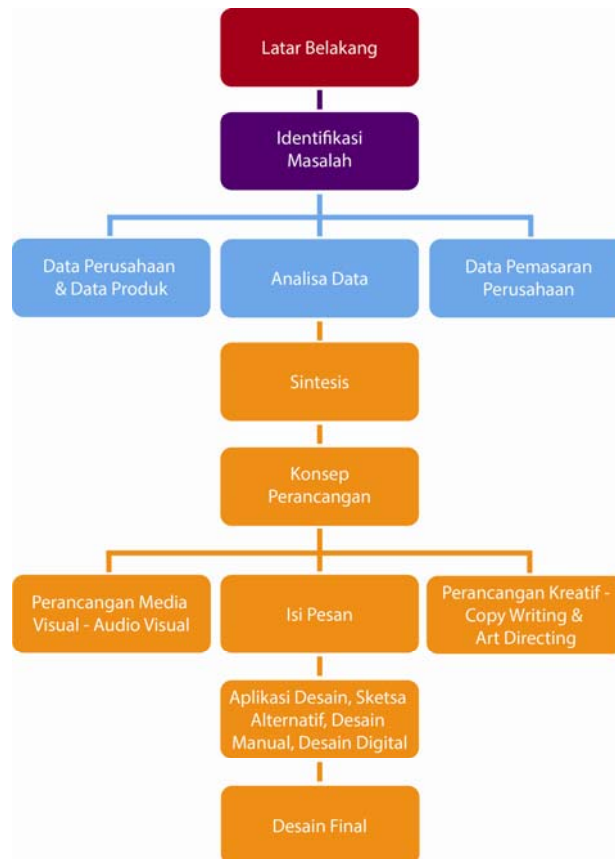 Latar Belakang
Identifikasi
Masalah
Data Perusahaan
& Data Produk
Analisa Data
Data Pemasaran
Perusahaan
Sintesis
Konsep
Perancangan
Perancangan Media
Visual - Audio Visual
Isi Pesan
Perancangan Kreatif -
Copy Writing &
Art Directing
Aplikasi Desain, Sketsa
Alternatif, Desain
Manual, Desain Digital
Desain Final